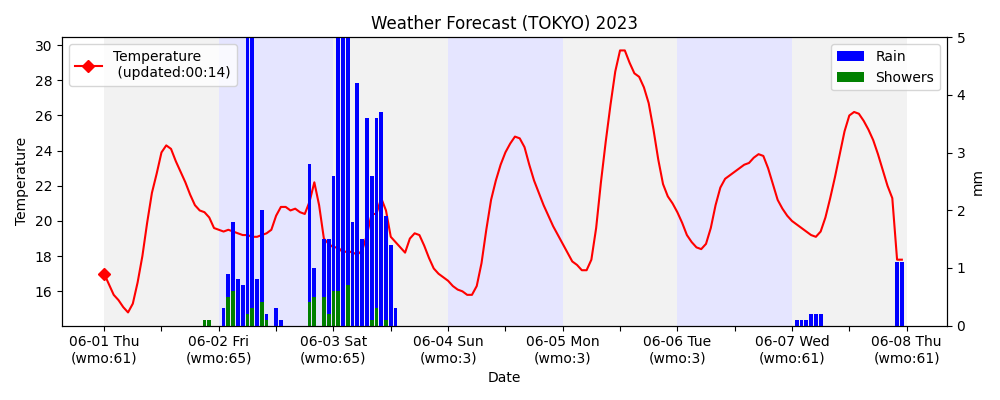 Weather Forecast (TOKYO) 2023
Temperature
(updated:00:14)
Rain
Showers
30
28
26
24
22
20
18
16
Temperature
5
4
3
2
1
0
mm
06-01 Thu
(wmo:61)
06-02 Fri
(wmo:65)
06-03 Sat
(wmo:65)
06-04 Sun
(wmo:3)
06-05 Mon
(wmo:3)
06-06 Tue
(wmo:3)
06-07 Wed
(wmo:61)
06-08 Thu
(wmo:61)
Date